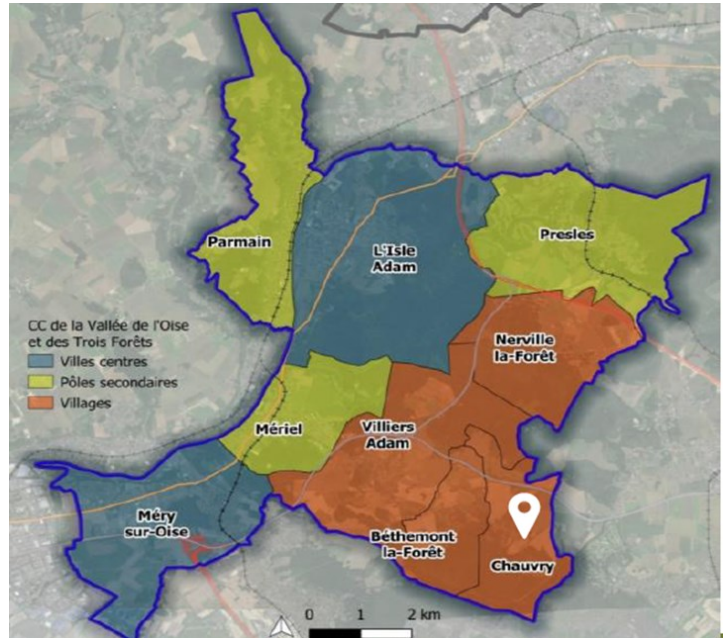 Parmain
L'Isle
Adam
Presles
CC de la Vallée de l'Oise
et des Trois Forêts
Villes centres
Pôles secondaires
Villages
Nerville
la-Forêt
Mériel
Villiers
Adam
Méry
sur-Oise
Béthemont
la-Forêt
Chauvry
0 1 2 km